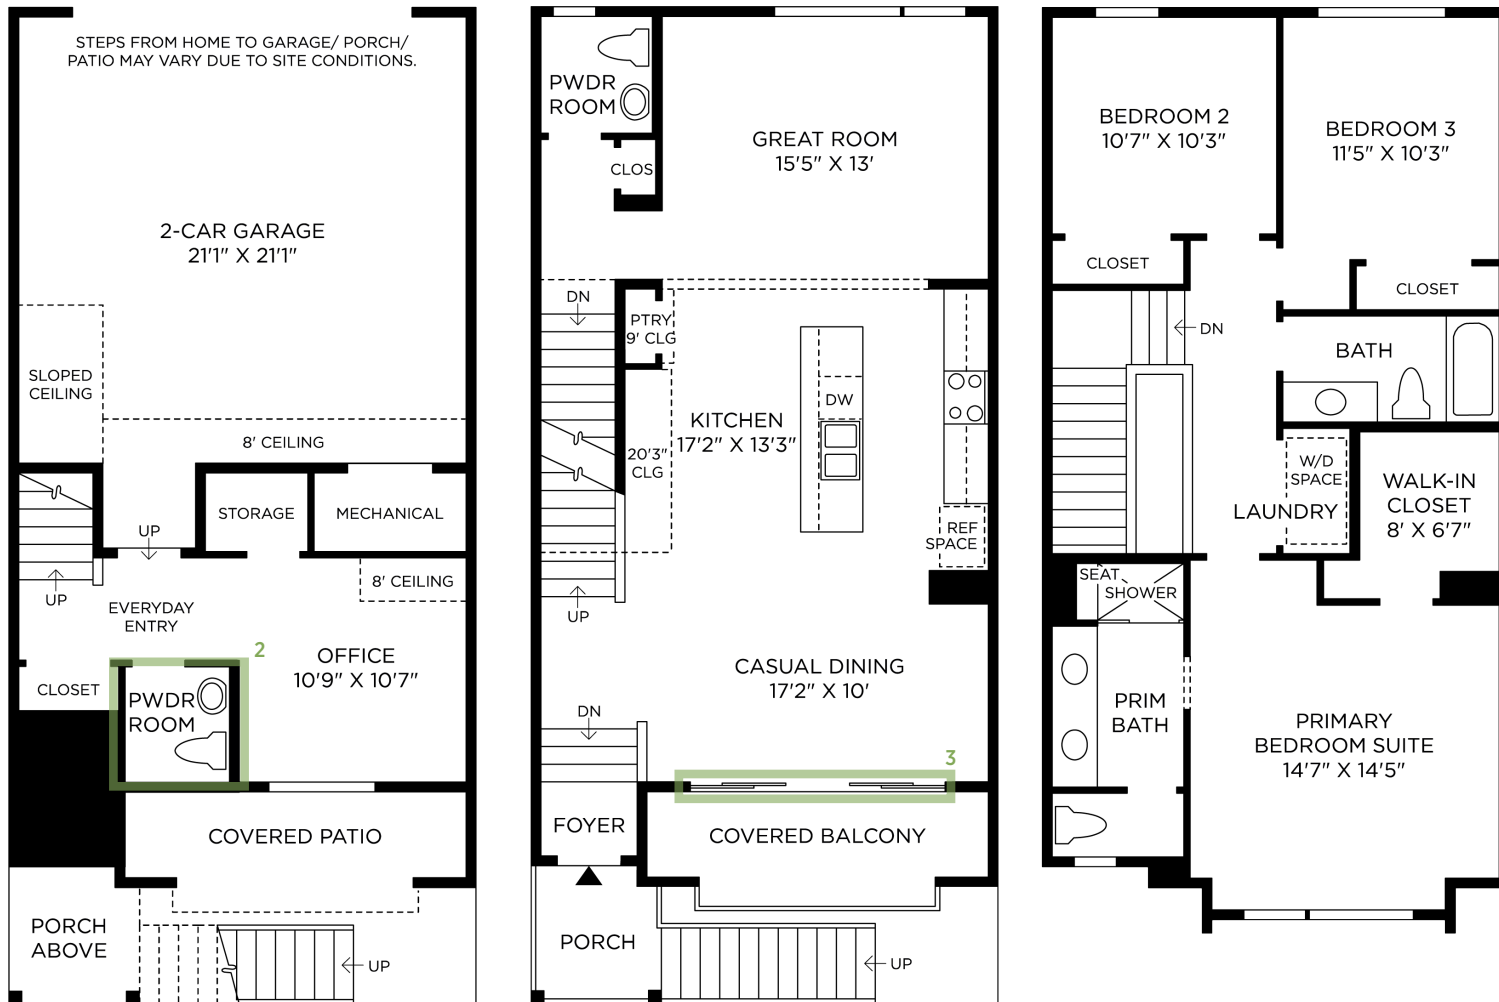 STEPS FROM HOME TO GARAGE/ PORCH/
PATIO MAY VARY DUE TO SITE CONDITIONS.
2-CAR GARAGE
21'1" X 21'1"
SLOPED
CEILING
8' CEILING
STORAGE
MECHANICAL
UP
UP
8' CEILING
EVERYDAY
ENTRY
2
OFFICE
10'9" X 10'7"
CLOSET
PWDR
ROOM
COVERED PATIO
PORCH
ABOVE
UP
PWDR
ROOM
CLOS
GREAT ROOM
15'5" X 13'
DN
PTRY
9' CLG
DW
KITCHEN
17'2" X 13'3"
20'3"
CLG
REF
SPACE
UP
CASUAL DINING
17'2" X 10'
DN
3
FOYER
COVERED BALCONY
PORCH
UP
BEDROOM 2
10'7" X 10'3"
BEDROOM 3
11'5" X 10'3"
CLOSET
CLOSET
DN
BATH
W/D
SPACE
LAUNDRY
WALK-IN
CLOSET
8' X 6'7"
SEAT
SHOWER
PRIM
BATH
PRIMARY
BEDROOM SUITE
14'7" X 14'5"